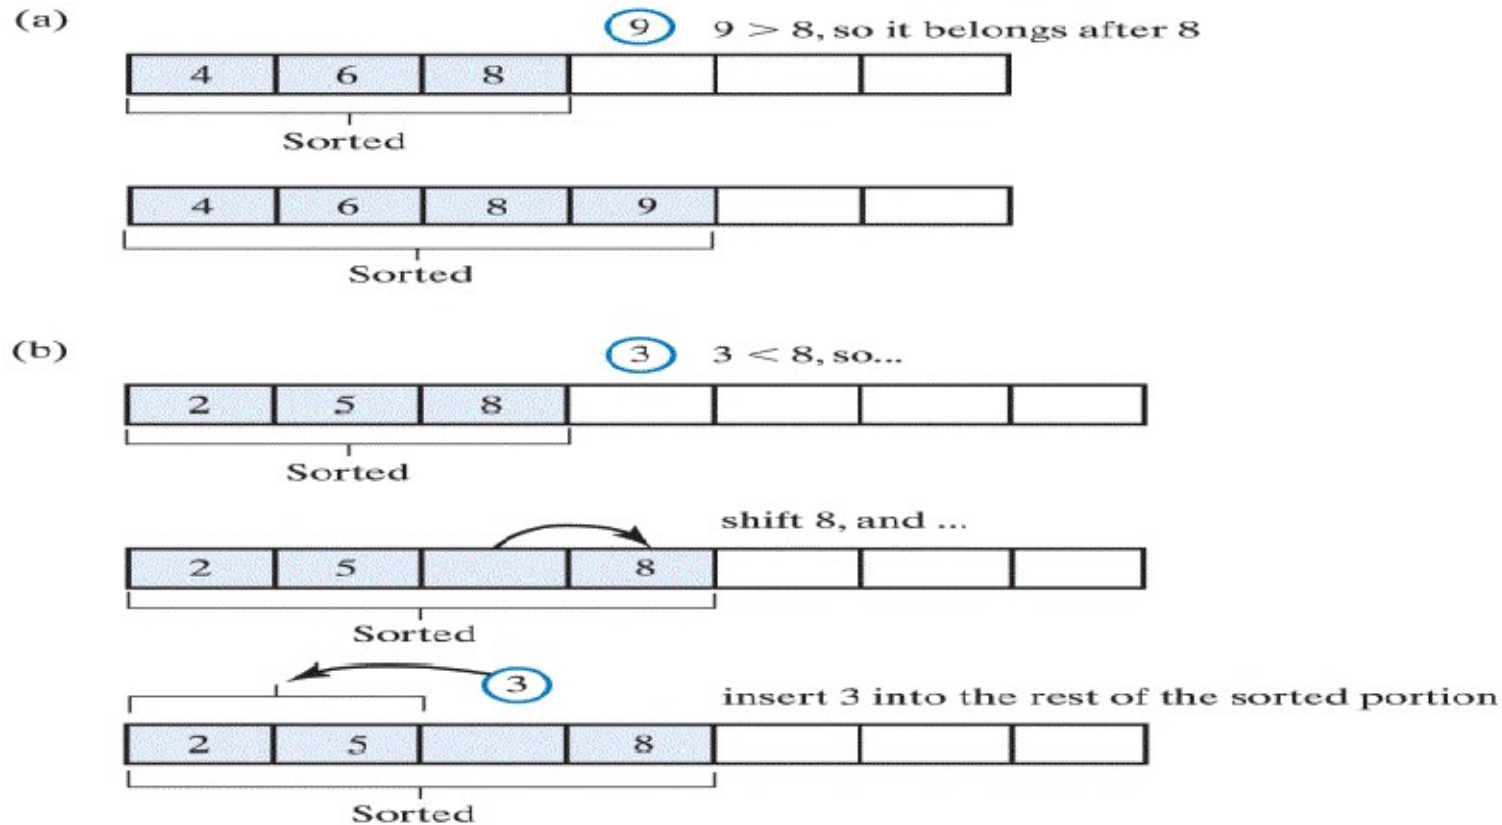 (a) 9 9 > 8, so it belongs after 8
4 6 8
Sorted
4 6 8 9
Sorted
(b) 3 3 < 8, so...
2 5 8
Sorted
shift 8, and ...
2 5 8
Sorted
3 insert 3 into the rest of the sorted portion
2 5 8
Sorted